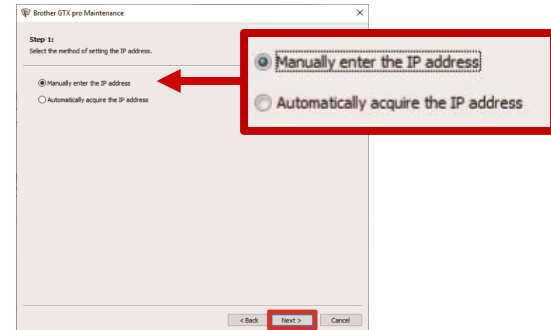 Brother GTX pro Maintenance
Step 1:
Select the method of setting the IP address.
Manually enter the IP address
Automatically acquire the IP address
Manually enter the IP address
Automatically acquire the IP address
< Back Next > Cancel